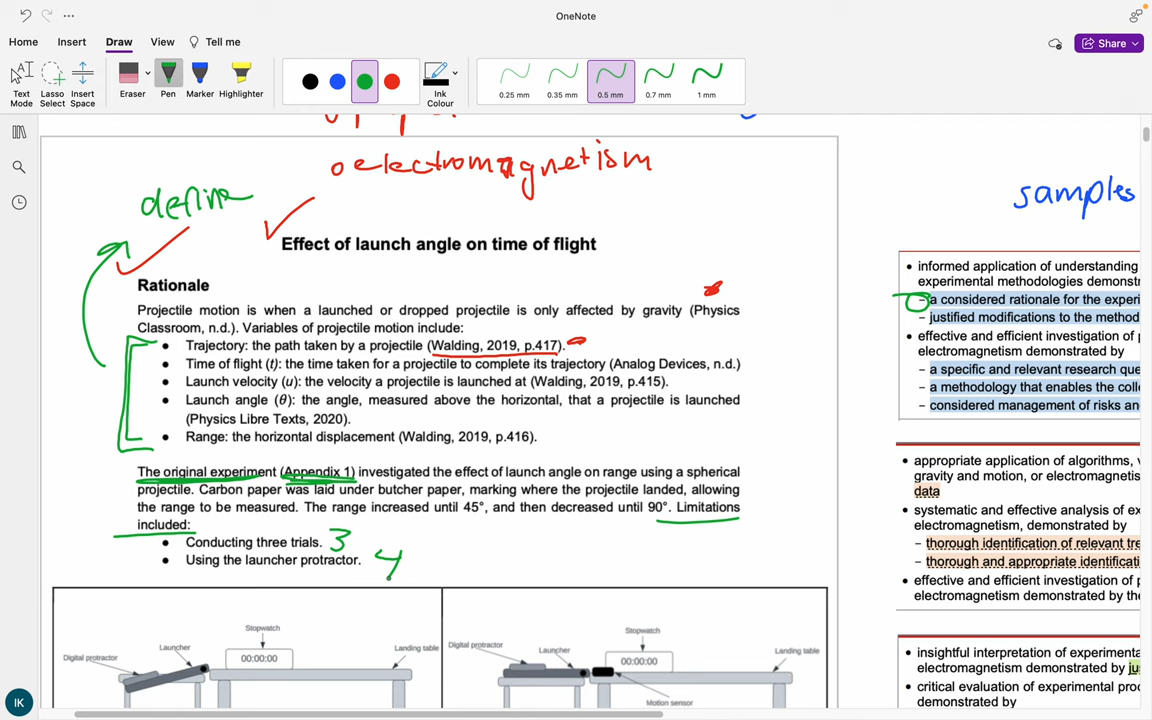 OneNote
Home Insert Draw View Tell me
Share
Text Mode
Lasso Select
Insert Space
Eraser
Pen
Marker
Highlighter
Ink Colour
0.25 mm
0.35 mm
0.5 mm
0.7 mm
1 mm
oelectromagnetism
define
samples
Effect of launch angle on time of flight
Rationale
Projectile motion is when a launched or dropped projectile is only affected by gravity (Physics
Classroom, n.d.). Variables of projectile motion include:
• Trajectory: the path taken by a projectile (Walding, 2019, p.417).
• Time of flight (t): the time taken for a projectile to complete its trajectory (Analog Devices, n.d.)
• Launch velocity (u): the velocity a projectile is launched at (Walding, 2019, p.415).
• Launch angle (θ): the angle, measured above the horizontal, that a projectile is launched
(Physics Libre Texts, 2020).
• Range: the horizontal displacement (Walding, 2019, p.416).
The original experiment (Appendix 1) investigated the effect of launch angle on range using a spherical
projectile. Carbon paper was laid under butcher paper, marking where the projectile landed, allowing
the range to be measured. The range increased until 45°, and then decreased until 90°. Limitations
included:
• Conducting three trials. 3
• Using the launcher protractor. 4
Stopwatch
Launcher
Digital protractor
00:00:00
Landing table
Stopwatch
Digital protractor
Launcher
00:00:00
Landing table
Motion sensor
• informed application of understanding
experimental methodologies demonst
– a considered rationale for the experi
– justified modifications to the method
• effective and efficient investigation of p
electromagnetism demonstrated by
– a specific and relevant research que
– a methodology that enables the colle
– considered management of risks an
• appropriate application of algorithms, v
gravity and motion, or electromagnetis
data
• systematic and effective analysis of ex
electromagnetism, demonstrated by
– thorough identification of relevant tre
– thorough and appropriate identificati
• effective and efficient investigation of p
electromagnetism demonstrated by the
• insightful interpretation of experimenta
electromagnetism demonstrated by jus
• critical evaluation of experimental proc
demonstrated by
IK